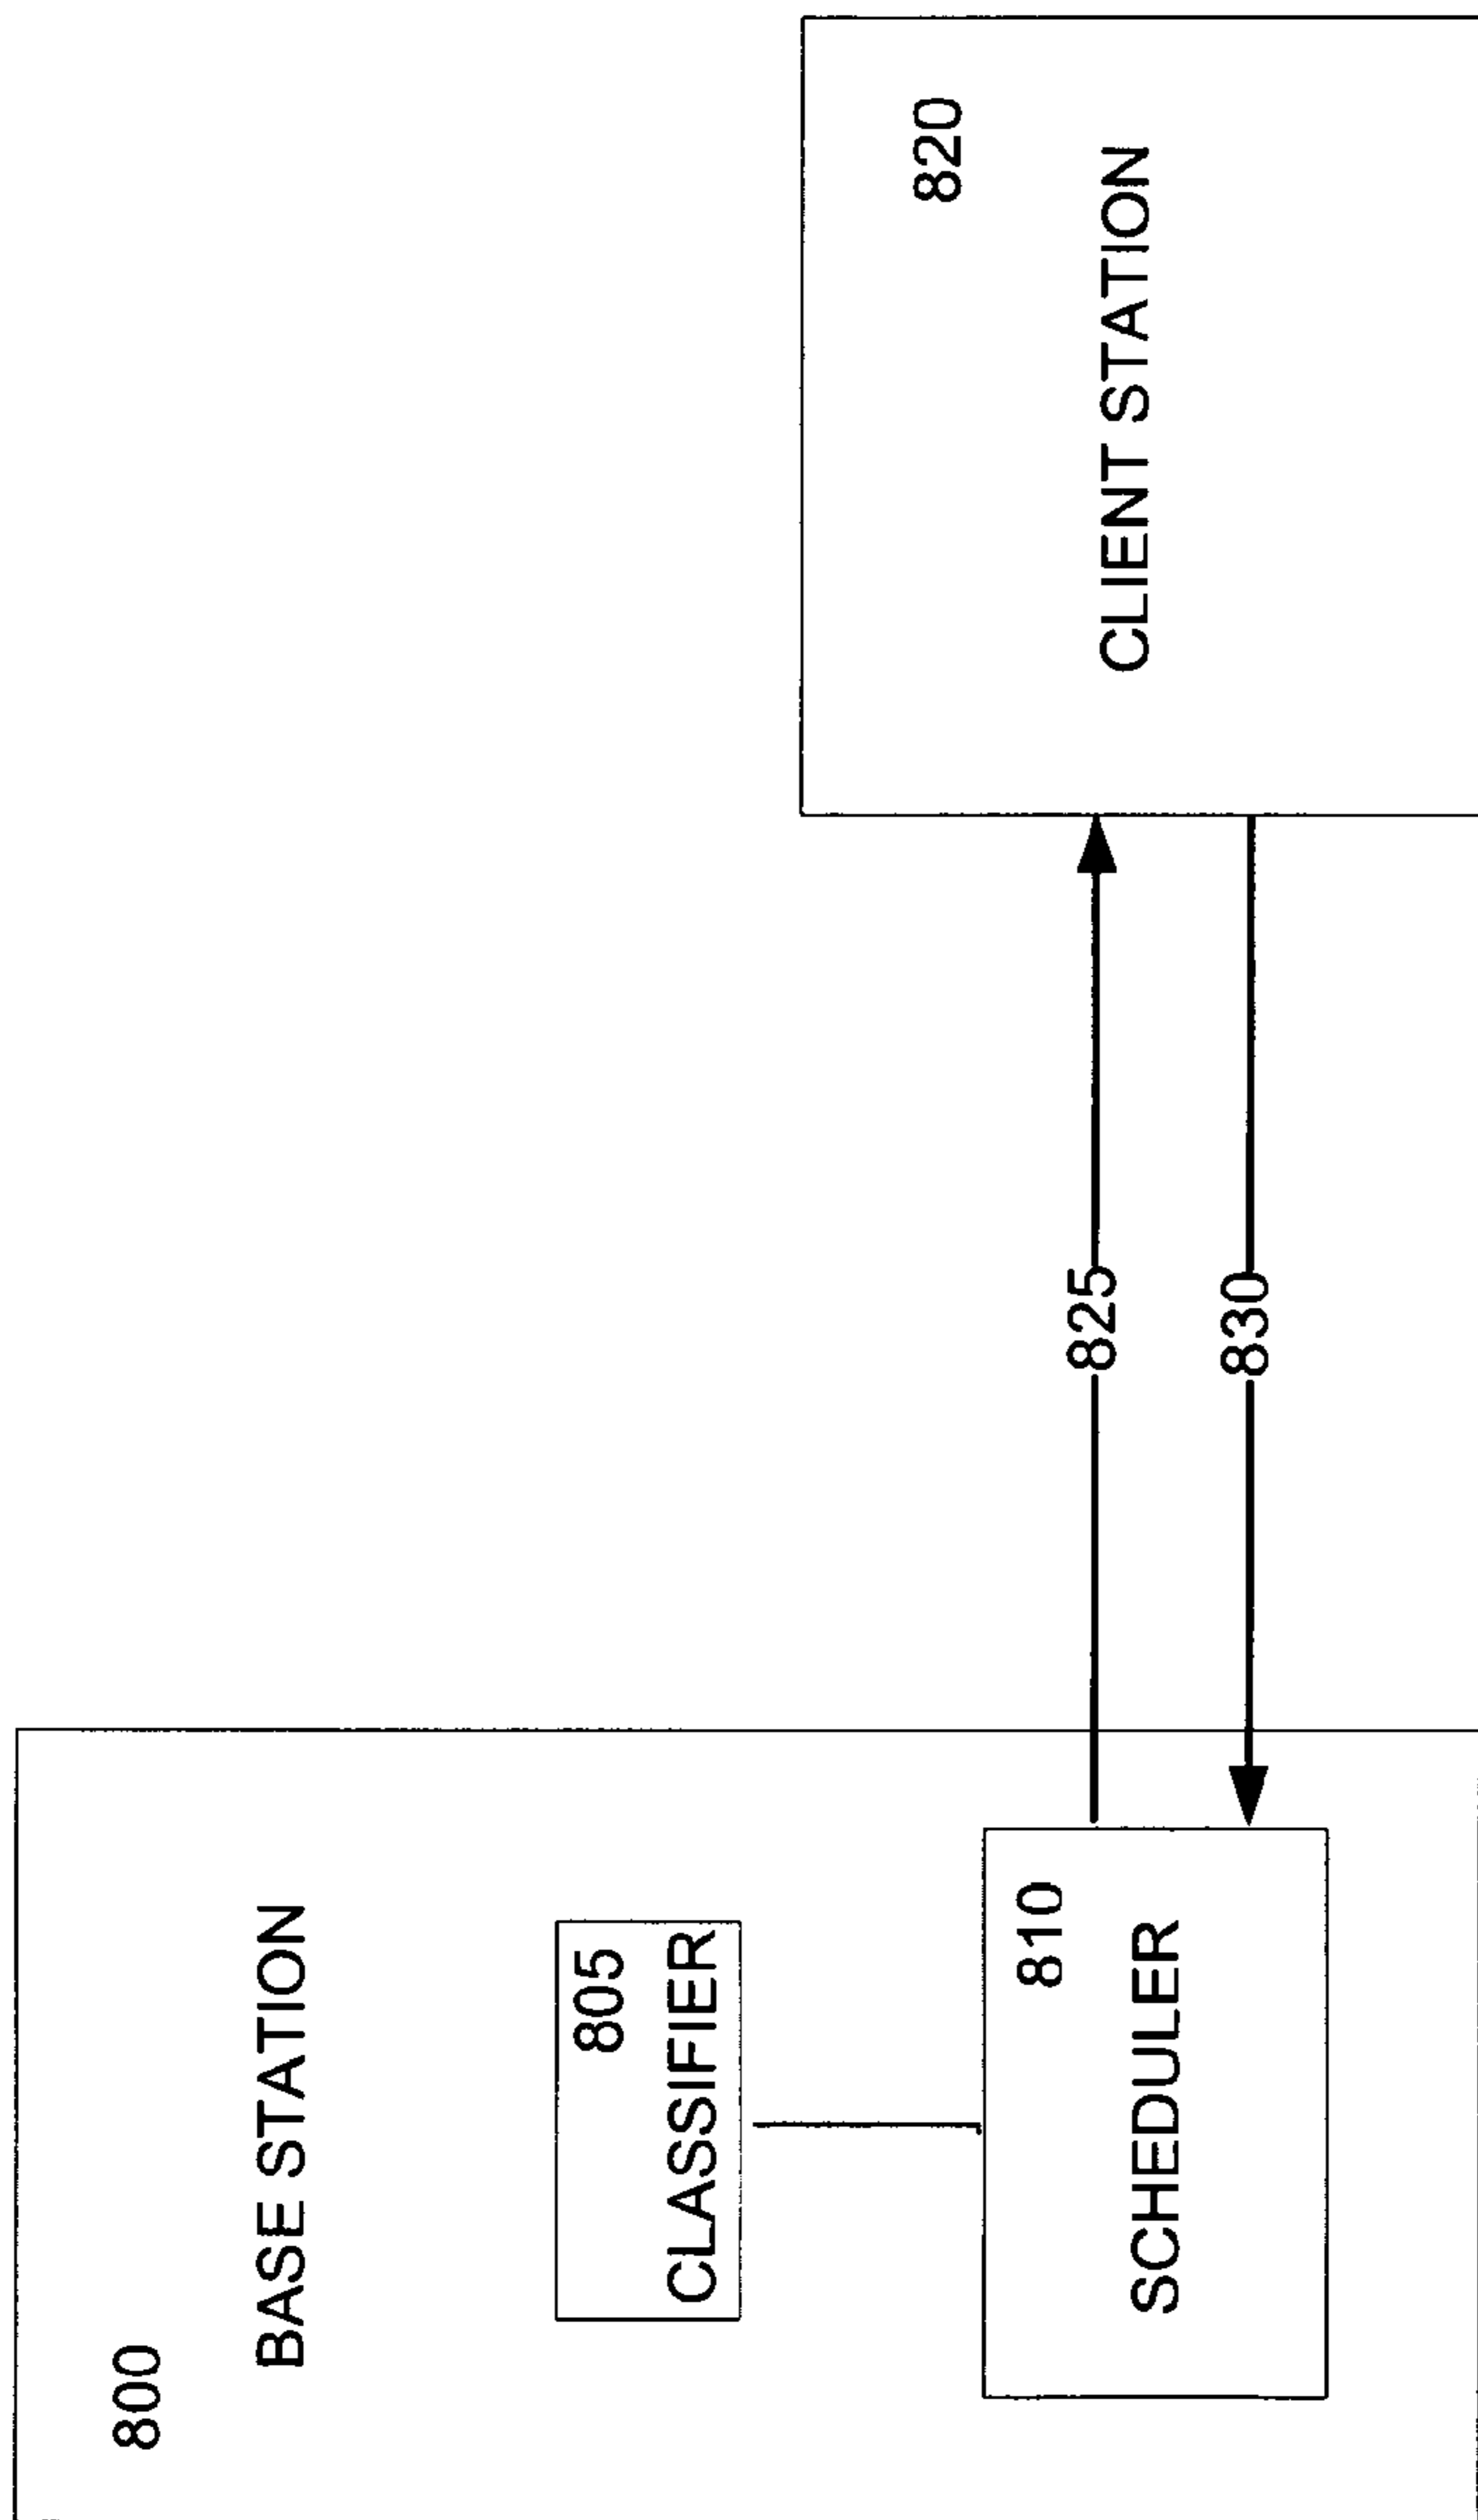 800
BASE STATION
805
CLASSIFIER
810
SCHEDULER
825
830
820
CLIENT STATION